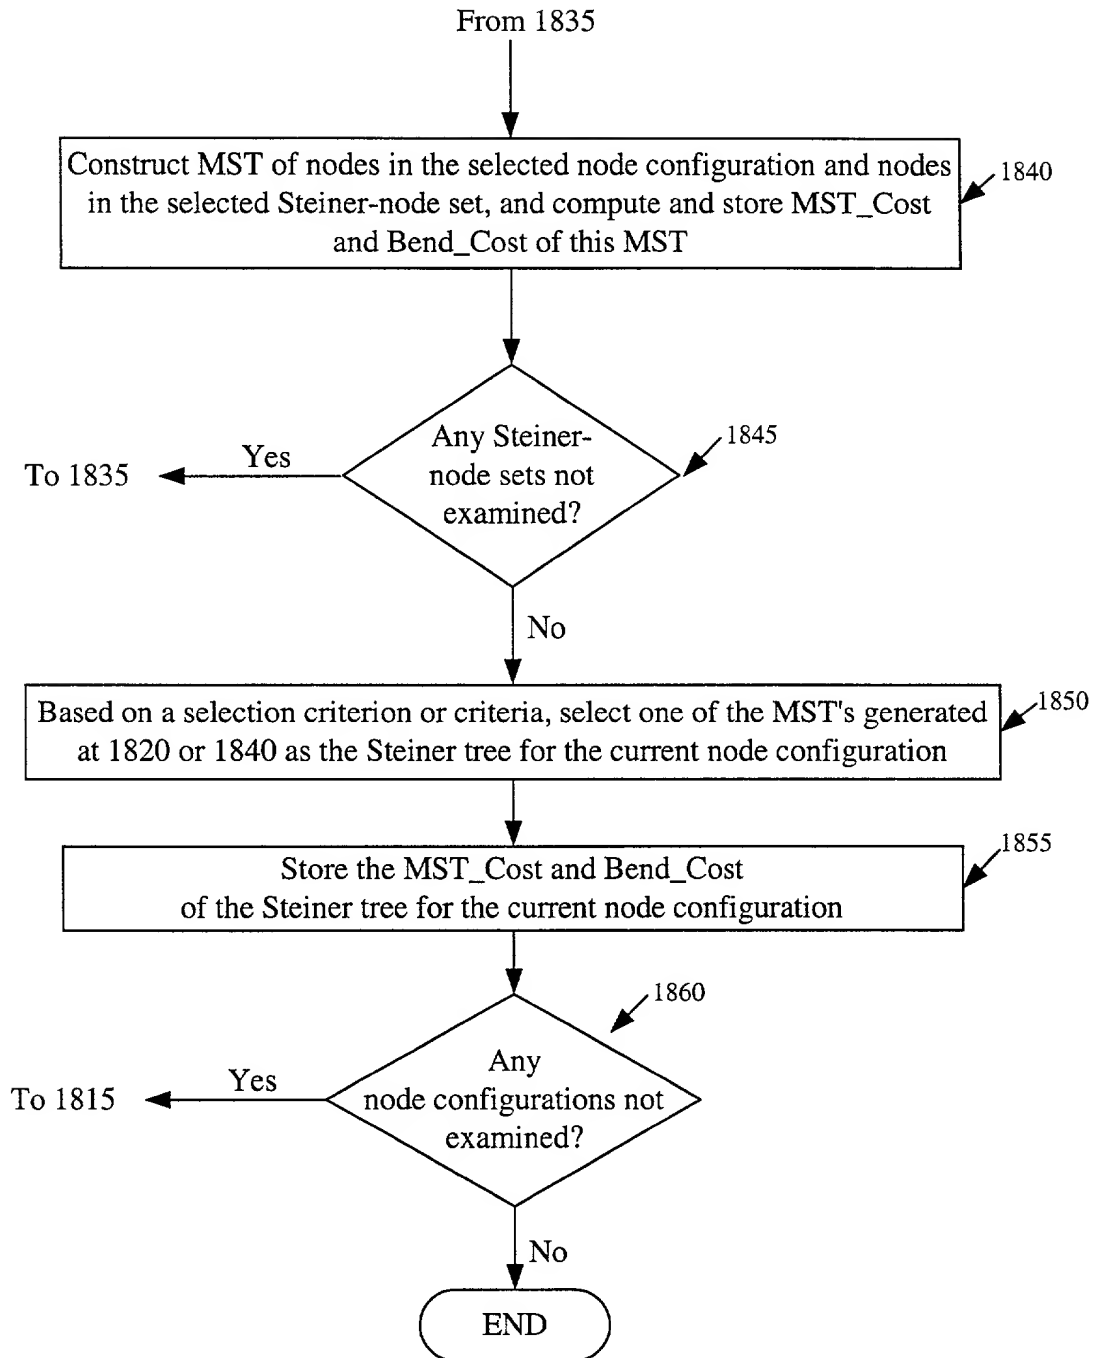 From 1835
Construct MST of nodes in the selected node configuration and nodes
in the selected Steiner-node set, and compute and store MST_Cost
and Bend_Cost of this MST
1840
Any Steiner-
node sets not
examined?
1845
Yes
To 1835
No
Based on a selection criterion or criteria, select one of the MST's generated
at 1820 or 1840 as the Steiner tree for the current node configuration
1850
Store the MST_Cost and Bend_Cost
of the Steiner tree for the current node configuration
1855
Any
node configurations not
examined?
1860
Yes
To 1815
No
END